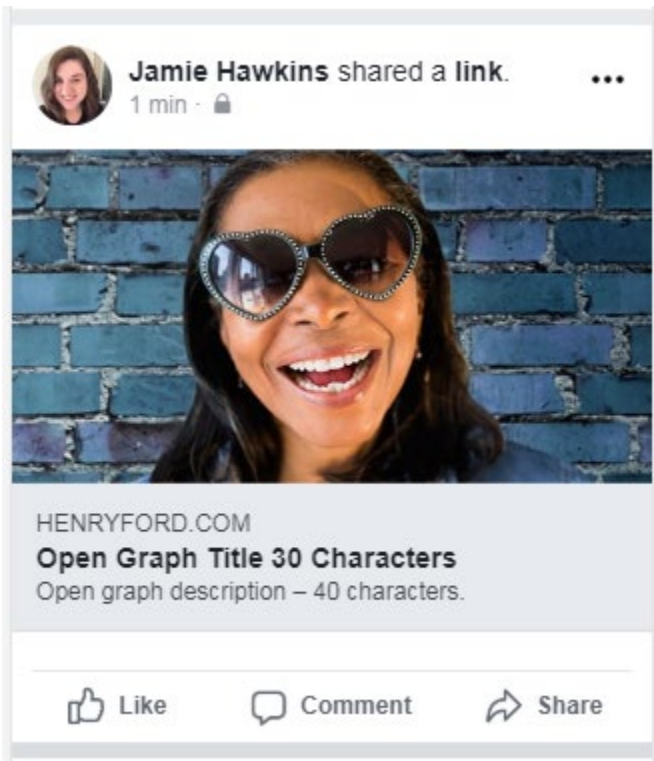 Jamie Hawkins shared a link.
1 min ·
HENRYFORD.COM
Open Graph Title 30 Characters
Open graph description – 40 characters.
Like Comment Share